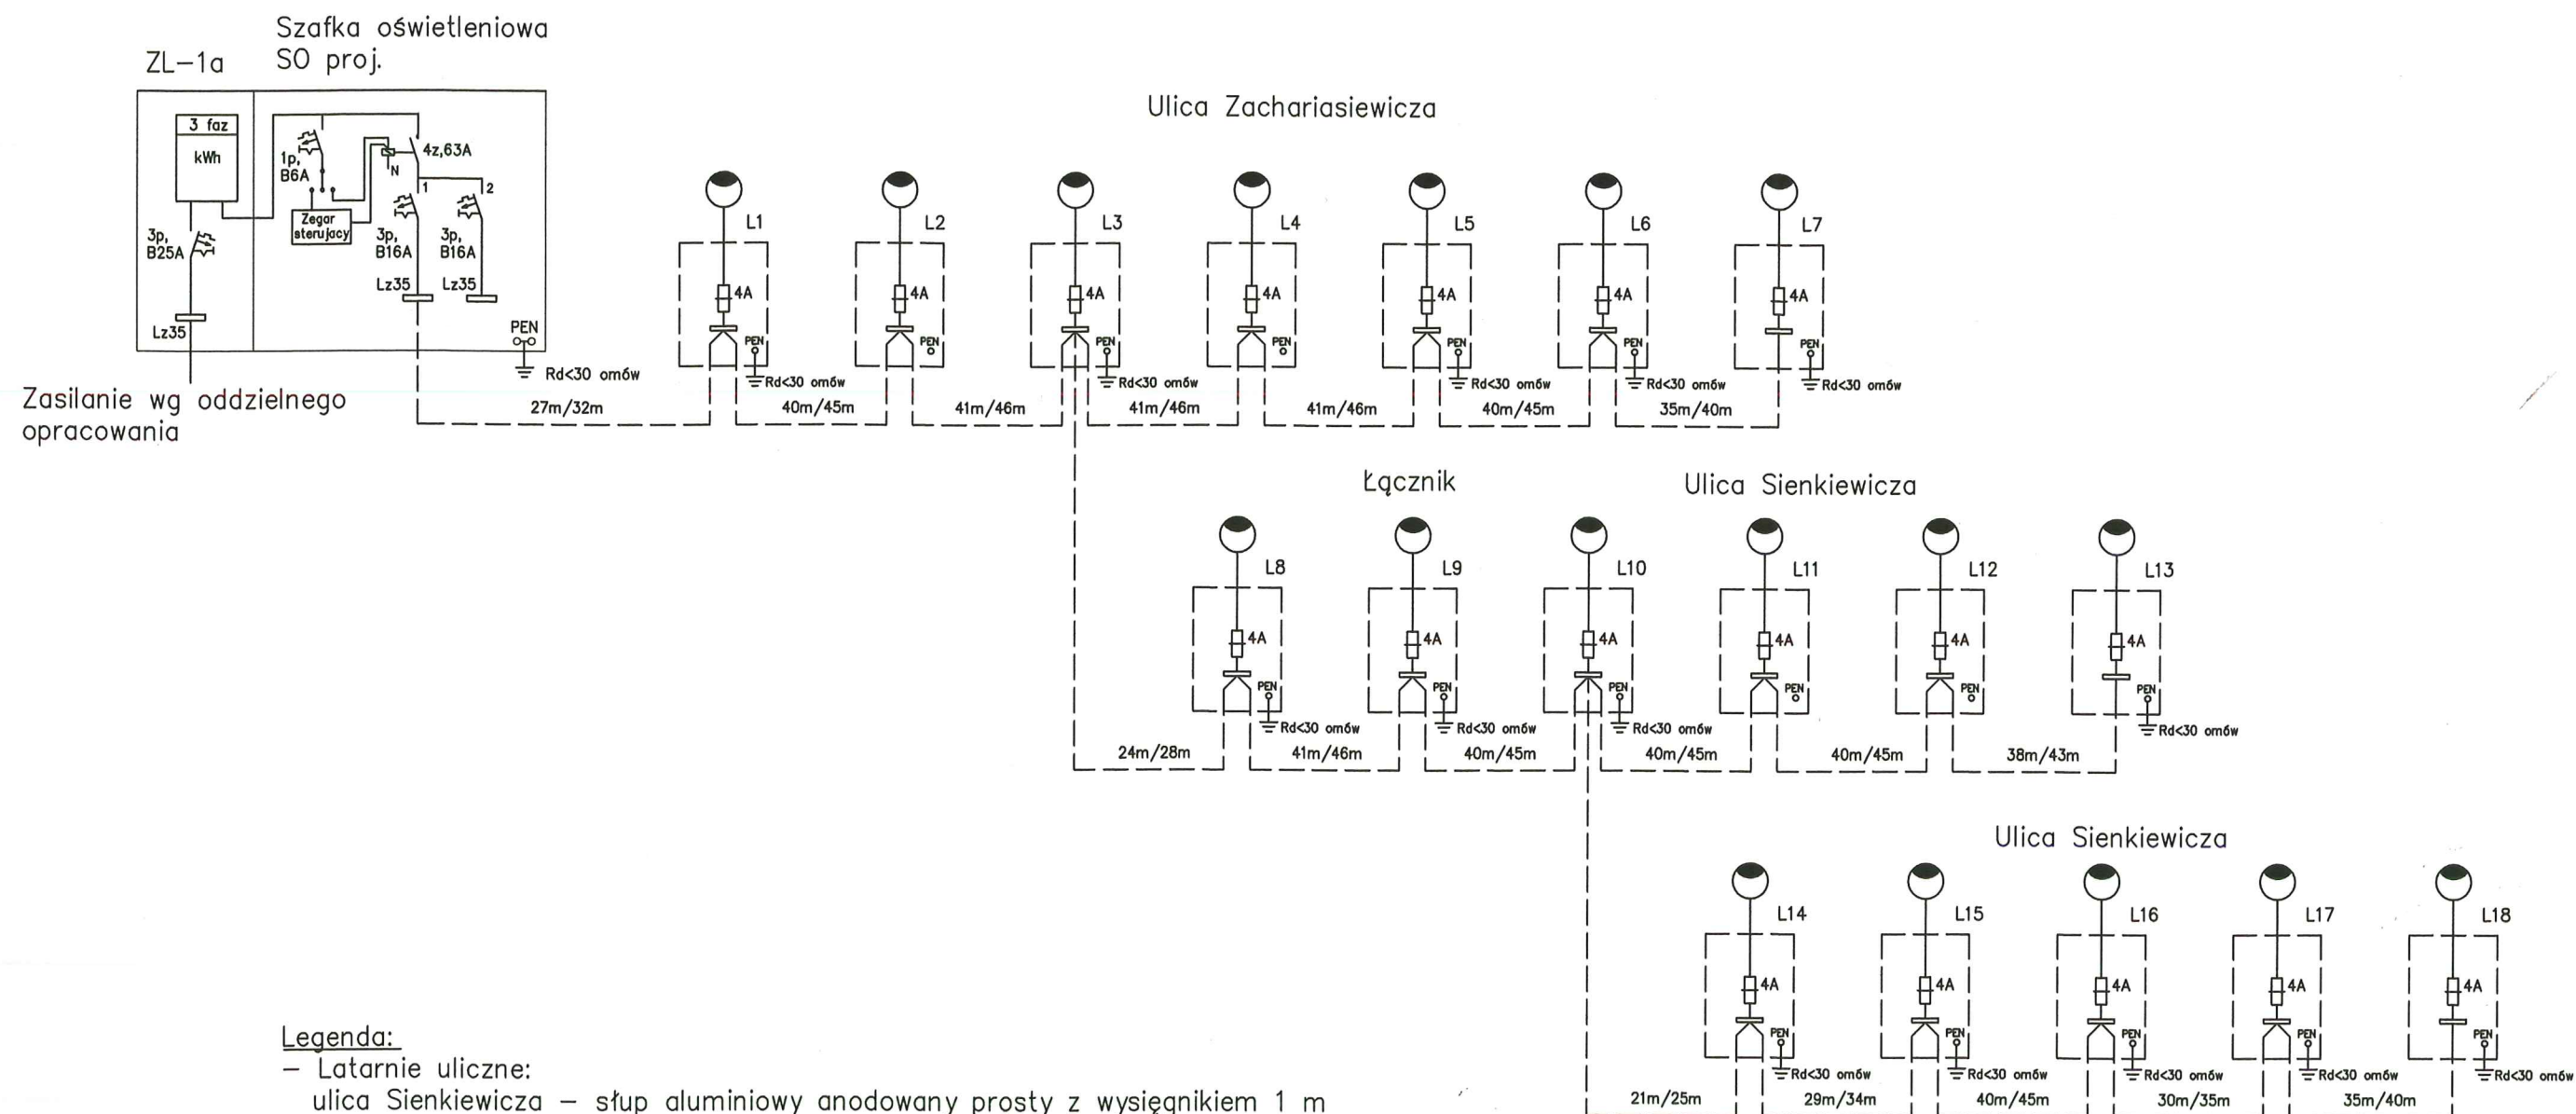 Szafka oświetleniowa
SO proj.
ZL-1a
3 faz
kWh
1p,
B6A
N
4z,63A
1
2
Zegar
sterujacy
3p,
B25A
3p,
B16A
3p,
B16A
Lz35
Lz35
Lz35
PEN
Rd<30 omów
Zasilanie wg oddzielnego
opracowania
Ulica Zachariasiewicza
L1
L2
L3
L4
L5
L6
L7
4A
4A
4A
4A
4A
4A
4A
PEN
PEN
PEN
PEN
PEN
PEN
PEN
Rd<30 omów
Rd<30 omów
Rd<30 omów
Rd<30 omów
Rd<30 omów
27m/32m
40m/45m
41m/46m
41m/46m
41m/46m
40m/45m
35m/40m
Łącznik
Ulica Sienkiewicza
L8
L9
L10
L11
L12
L13
4A
4A
4A
4A
4A
4A
PEN
PEN
PEN
PEN
PEN
PEN
Rd<30 omów
Rd<30 omów
Rd<30 omów
Rd<30 omów
24m/28m
41m/46m
40m/45m
40m/45m
40m/45m
38m/43m
Ulica Sienkiewicza
L14
L15
L16
L17
L18
4A
4A
4A
4A
4A
PEN
PEN
PEN
PEN
PEN
Rd<30 omów
Rd<30 omów
Rd<30 omów
Rd<30 omów
Rd<30 omów
21m/25m
29m/34m
40m/45m
30m/35m
35m/40m
Legenda:
– Latarnie uliczne:
ulica Sienkiewicza – słup aluminiowy anodowany prosty z wysięgnikiem 1 m